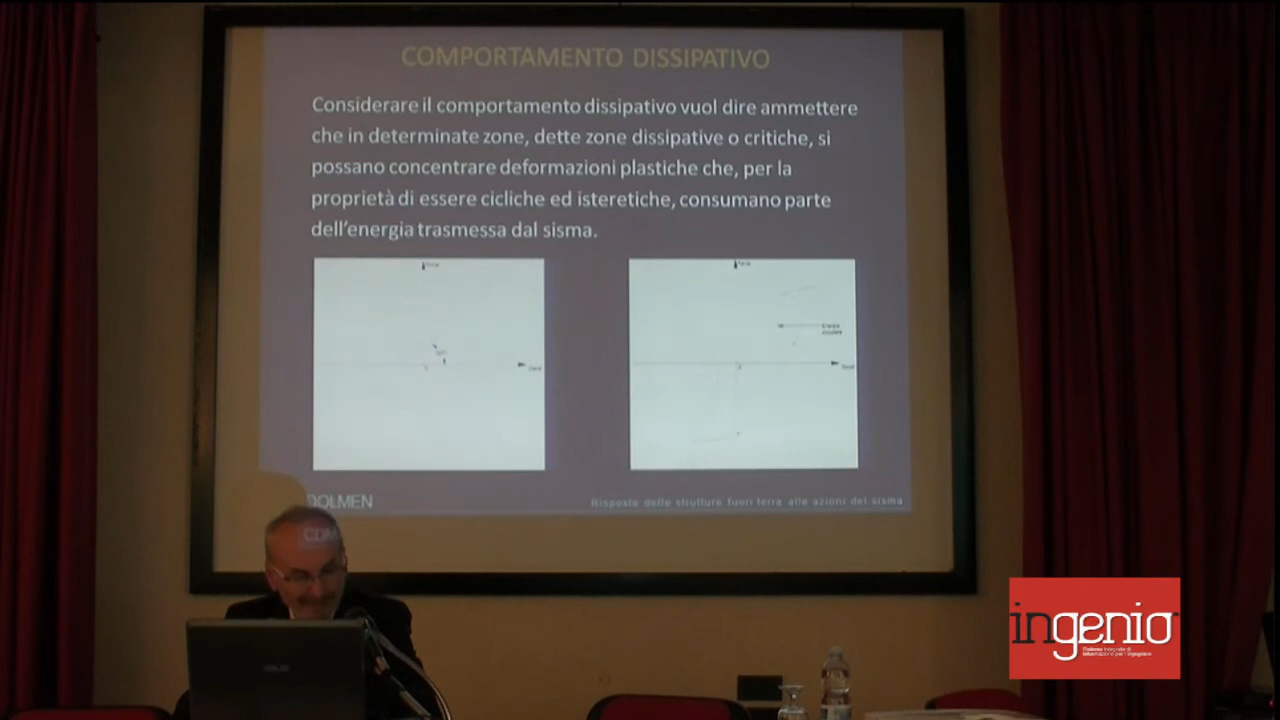 COMPORTAMENTO DISSIPATIVO
Considerare il comportamento dissipativo vuol dire ammettere
che in determinate zone, dette zone dissipative o critiche, si
possano concentrare deformazioni plastiche che, per la
proprietà di essere cicliche ed isteretiche, consumano parte
dell'energia trasmessa dal sisma.
DOLMEN
Risposte delle strutture fuori terra alle azioni del sisma
CDM
ASUS
ingenio